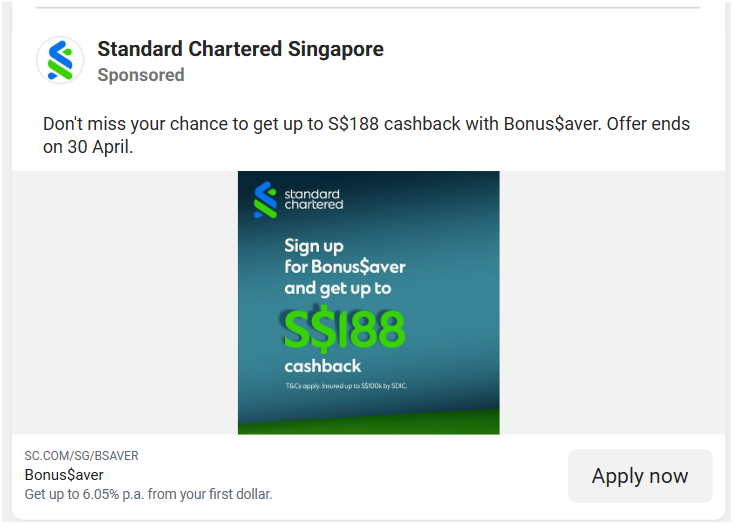 Standard Chartered Singapore
Sponsored
Don't miss your chance to get up to S$188 cashback with Bonus$aver. Offer ends
on 30 April.
standard
chartered
Sign up
for Bonus$aver
and get up to
S$188
cashback
T&Cs apply. Insured up to S$100k by SDIC.
SC.COM/SG/BSAVER
Bonus$aver
Get up to 6.05% p.a. from your first dollar.
Apply now